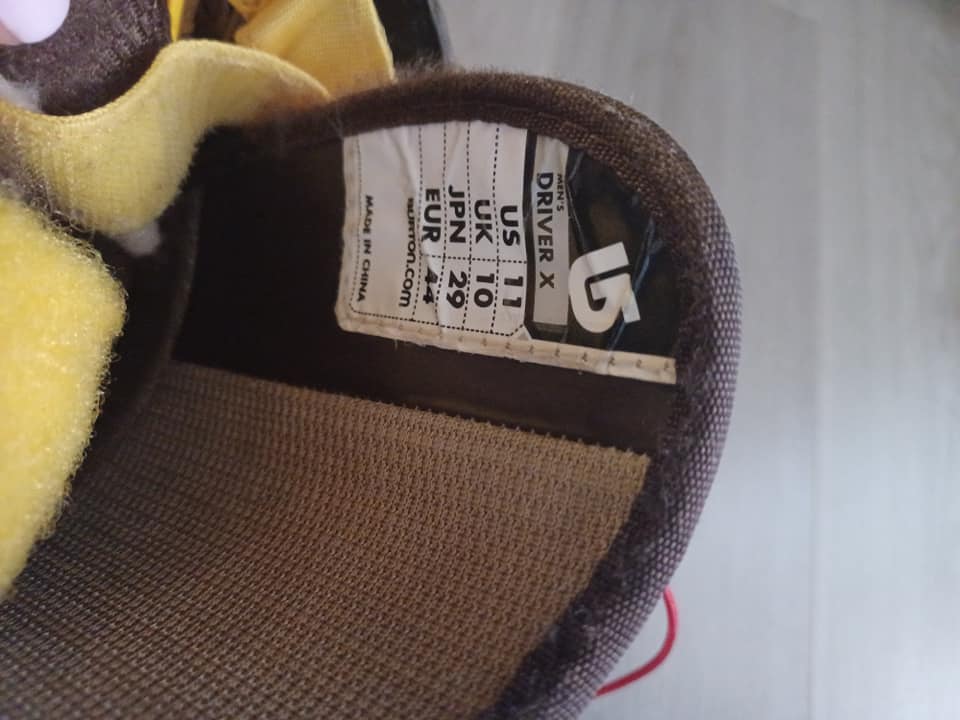 MEN'S
DRIVER X
US 11
UK 10
JPN 29
EUR 44
BURTON.COM
MADE IN CHINA